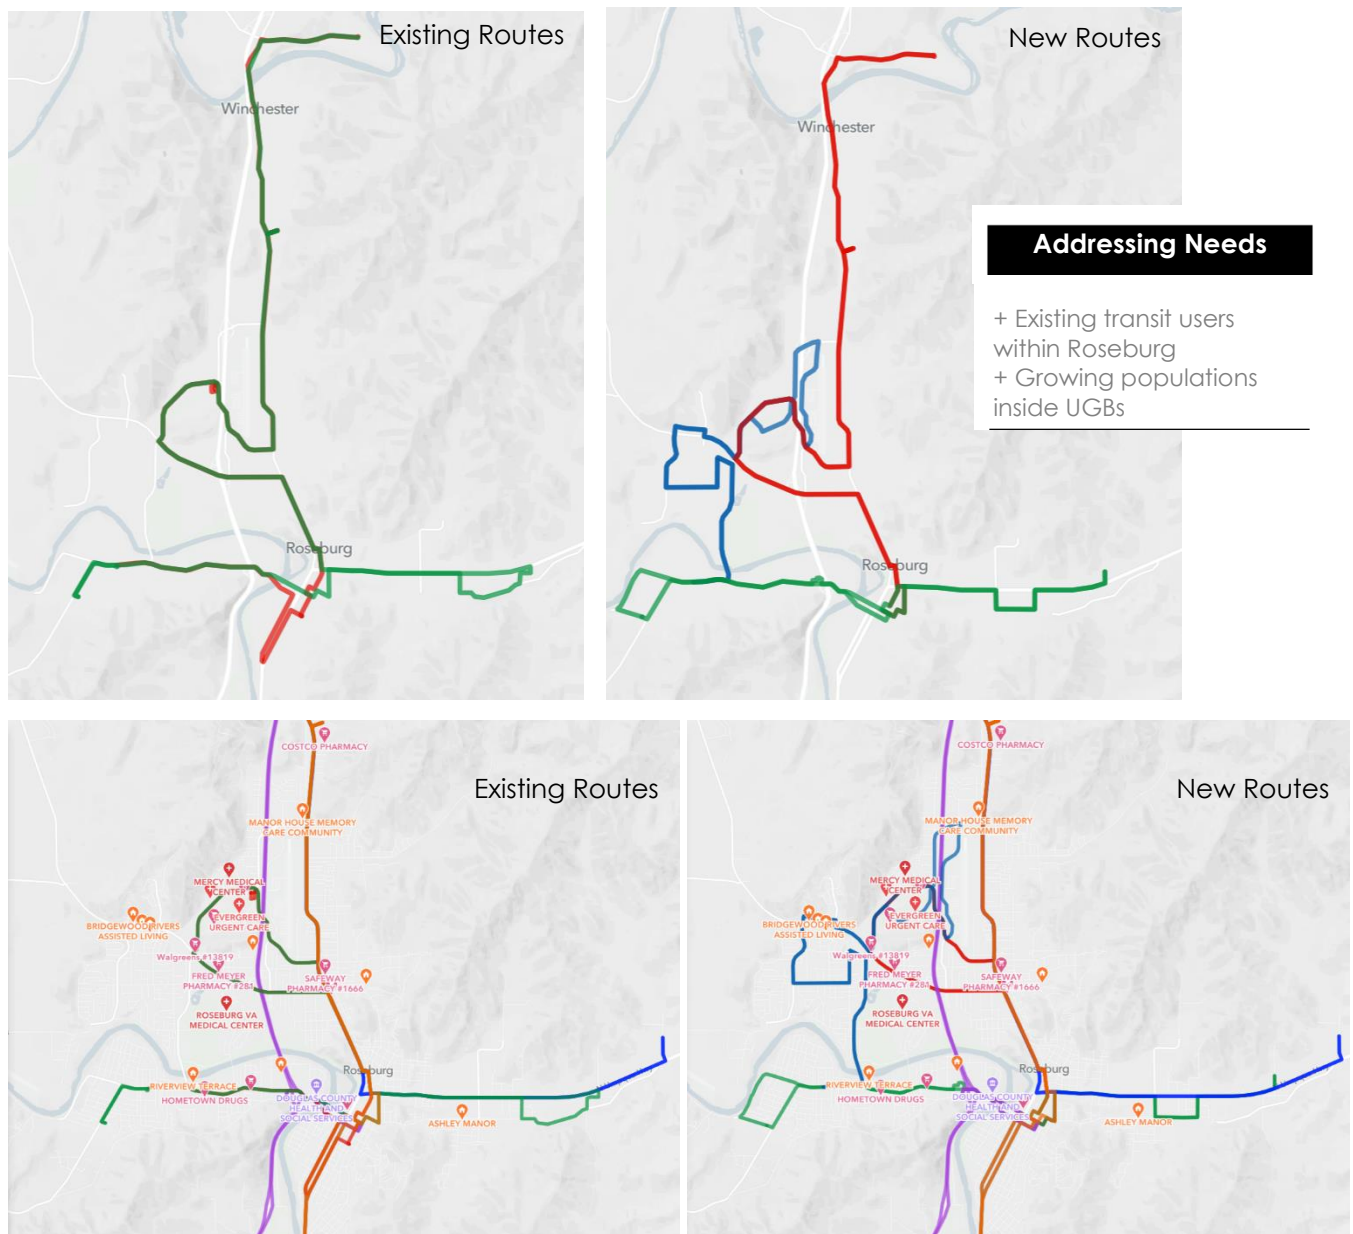 Existing Routes
Winchester
Roseburg
New Routes
Winchester
Roseburg
Addressing Needs
+ Existing transit users
within Roseburg
+ Growing populations
inside UGBs
Existing Routes
COSTCO PHARMACY
MANOR HOUSE MEMORY
CARE COMMUNITY
MERCY MEDICAL
CENTER
EVERGREEN
URGENT CARE
BRIDGEWOOD RIVERS
ASSISTED LIVING
Walgreens #13819
FRED MEYER
PHARMACY #281
SAFEWAY
PHARMACY #1666
ROSEBURG VA
MEDICAL CENTER
Roseburg
RIVERVIEW TERRACE
HOMETOWN DRUGS
DOUGLAS COUNTY
HEALTH AND
SOCIAL SERVICES
ASHLEY MANOR
New Routes
COSTCO PHARMACY
MANOR HOUSE MEMORY
CARE COMMUNITY
MERCY MEDICAL
CENTER
EVERGREEN
URGENT CARE
BRIDGEWOOD RIVERS
ASSISTED LIVING
Walgreens #13819
FRED MEYER
PHARMACY #281
SAFEWAY
PHARMACY #1666
ROSEBURG VA
MEDICAL CENTER
Roseburg
RIVERVIEW TERRACE
HOMETOWN DRUGS
DOUGLAS COUNTY
HEALTH AND
SOCIAL SERVICES
ASHLEY MANOR